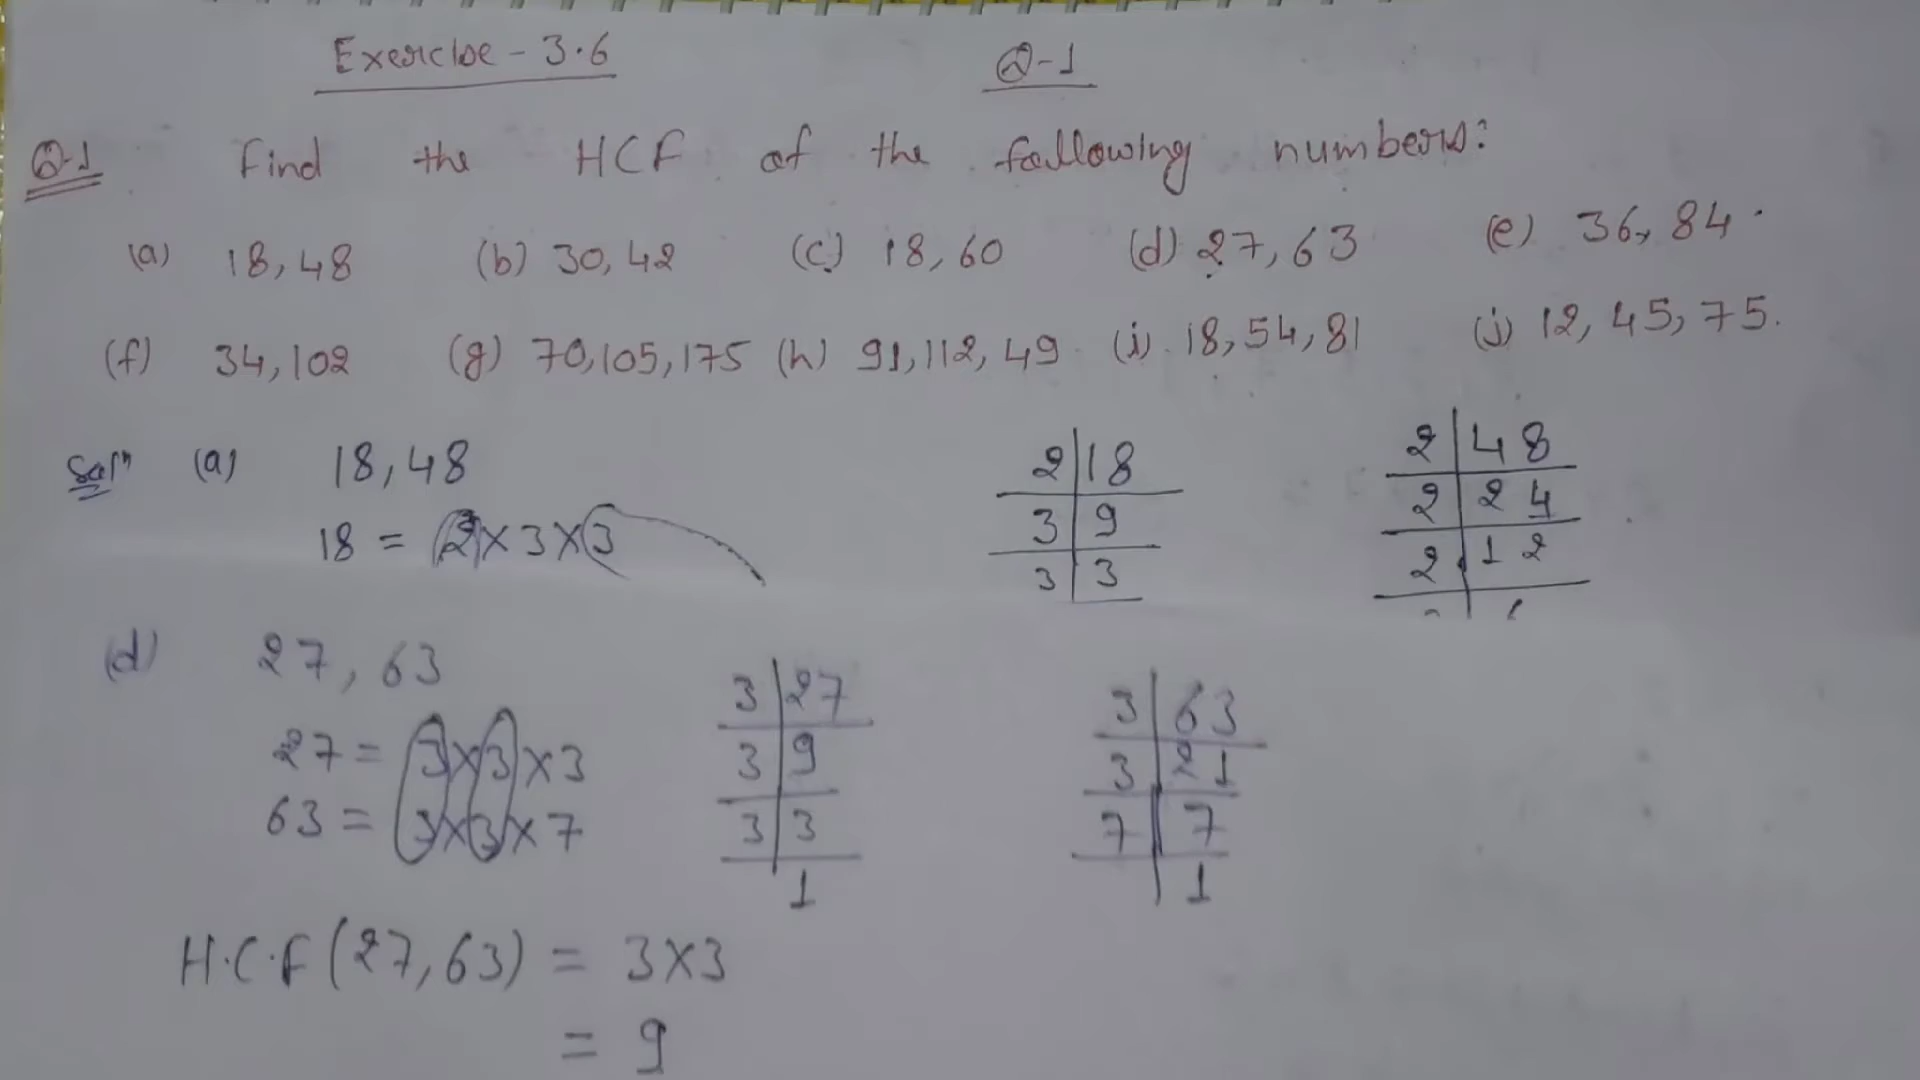 Exercise - 3.6 Q-1
Q-1 Find the HCF of the following numbers:
(a) 18, 48 (b) 30, 42 (c) 18, 60 (d) 27, 63 (e) 36, 84.
(f) 34, 102 (g) 70, 105, 175 (h) 91, 112, 49 (i) 18, 54, 81 (j) 12, 45, 75.
Solⁿ (a) 18, 48
18 = 2 × 3 × 3
2 | 18
3 | 9
3 | 3
2 | 48
2 | 24
2 | 12
(d) 27, 63
27 = 3 × 3 × 3
63 = 3 × 3 × 7
3 | 27
3 | 9
3 | 3
1
3 | 63
3 | 21
7 | 7
1
H.C.F (27, 63) = 3 × 3
= 9